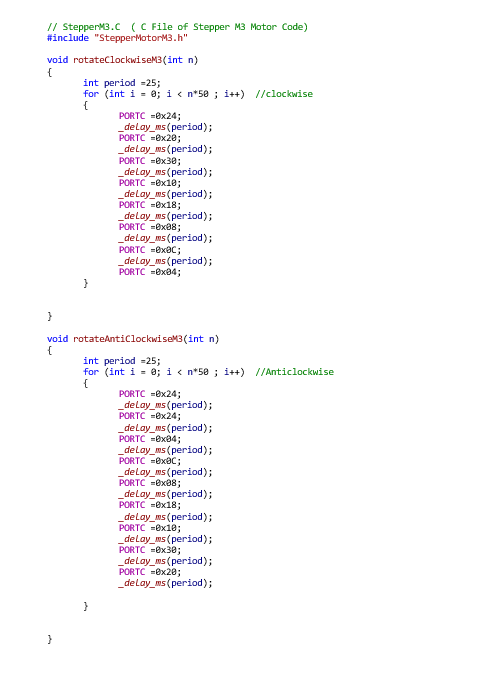 // StepperM3.C  ( C File of Stepper M3 Motor Code)
#include "StepperMotorM3.h"

void rotateClockwiseM3(int n)
{
       int period =25;
       for (int i = 0; i < n*50 ; i++)  //clockwise
       {
              PORTC =0x24;
              _delay_ms(period);
              PORTC =0x20;
              _delay_ms(period);
              PORTC =0x30;
              _delay_ms(period);
              PORTC =0x10;
              _delay_ms(period);
              PORTC =0x18;
              _delay_ms(period);
              PORTC =0x08;
              _delay_ms(period);
              PORTC =0x0C;
              _delay_ms(period);
              PORTC =0x04;
       }

}
void rotateAntiClockwiseM3(int n)
{
       int period =25;
       for (int i = 0; i < n*50 ; i++)  //Anticlockwise
       {
              PORTC =0x24;
              _delay_ms(period);
              PORTC =0x24;
              _delay_ms(period);
              PORTC =0x04;
              _delay_ms(period);
              PORTC =0x0C;
              _delay_ms(period);
              PORTC =0x08;
              _delay_ms(period);
              PORTC =0x18;
              _delay_ms(period);
              PORTC =0x10;
              _delay_ms(period);
              PORTC =0x30;
              _delay_ms(period);
              PORTC =0x20;
              _delay_ms(period);

       }

}